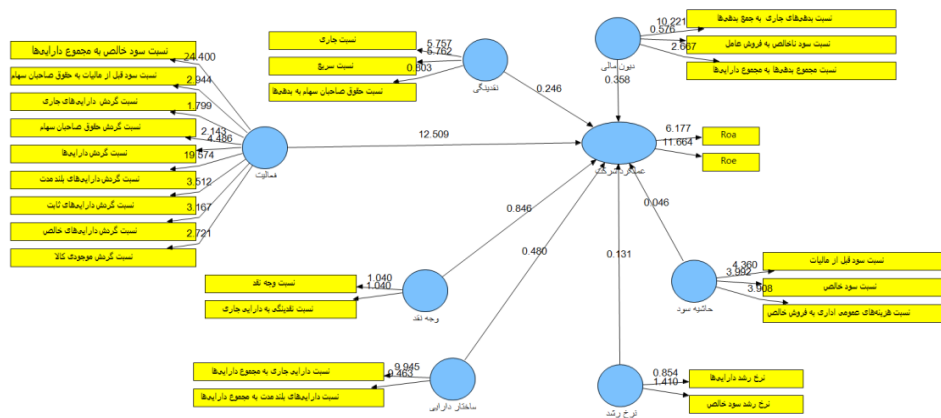 نسبت سود خالص به مجموع دارایی‌ها
24.400
نسبت سود قبل از مالیات به حقوق صاحبان سهام
2.944
نسبت گردش دارایی‌های جاری
1.799
نسبت گردش حقوق صاحبان سهام
2.143
نسبت گردش دارایی‌ها
4.486
نسبت گردش دارایی‌های بلندمدت
19.574
نسبت گردش دارایی‌های ثابت
3.512
نسبت گردش دارایی‌های خالص
3.167
نسبت گردش موجودی کالا
2.721
فعالیت
12.509
نسبت جاری
5.757
نسبت سریع
5.762
نسبت حقوق صاحبان سهام به بدهی‌ها
0.803
نقدینگی
0.246
نسبت بدهی‌های جاری به جمع بدهی‌ها
10.221
نسبت سود ناخالص به فروش عامل
0.576
نسبت مجموع بدهی‌ها به مجموع دارایی‌ها
2.667
دیون مالی
0.358
عملکرد شرکت
6.177
Roa
11.664
Roe
0.846
0.480
0.131
0.046
نسبت وجه نقد
1.040
نسبت نقدینگی به دارایی جاری
1.040
وجه نقد
نسبت سود قبل از مالیات
4.360
نسبت سود خالص
3.992
نسبت هزینه‌های عمومی اداری به فروش خالص
3.908
حاشیه سود
نسبت دارایی جاری به مجموع دارایی‌ها
9.945
نسبت دارایی‌های بلندمدت به مجموع دارایی‌ها
9.463
ساختار دارایی
نرخ رشد دارایی‌ها
0.854
نرخ رشد سود خالص
1.410
نرخ رشد